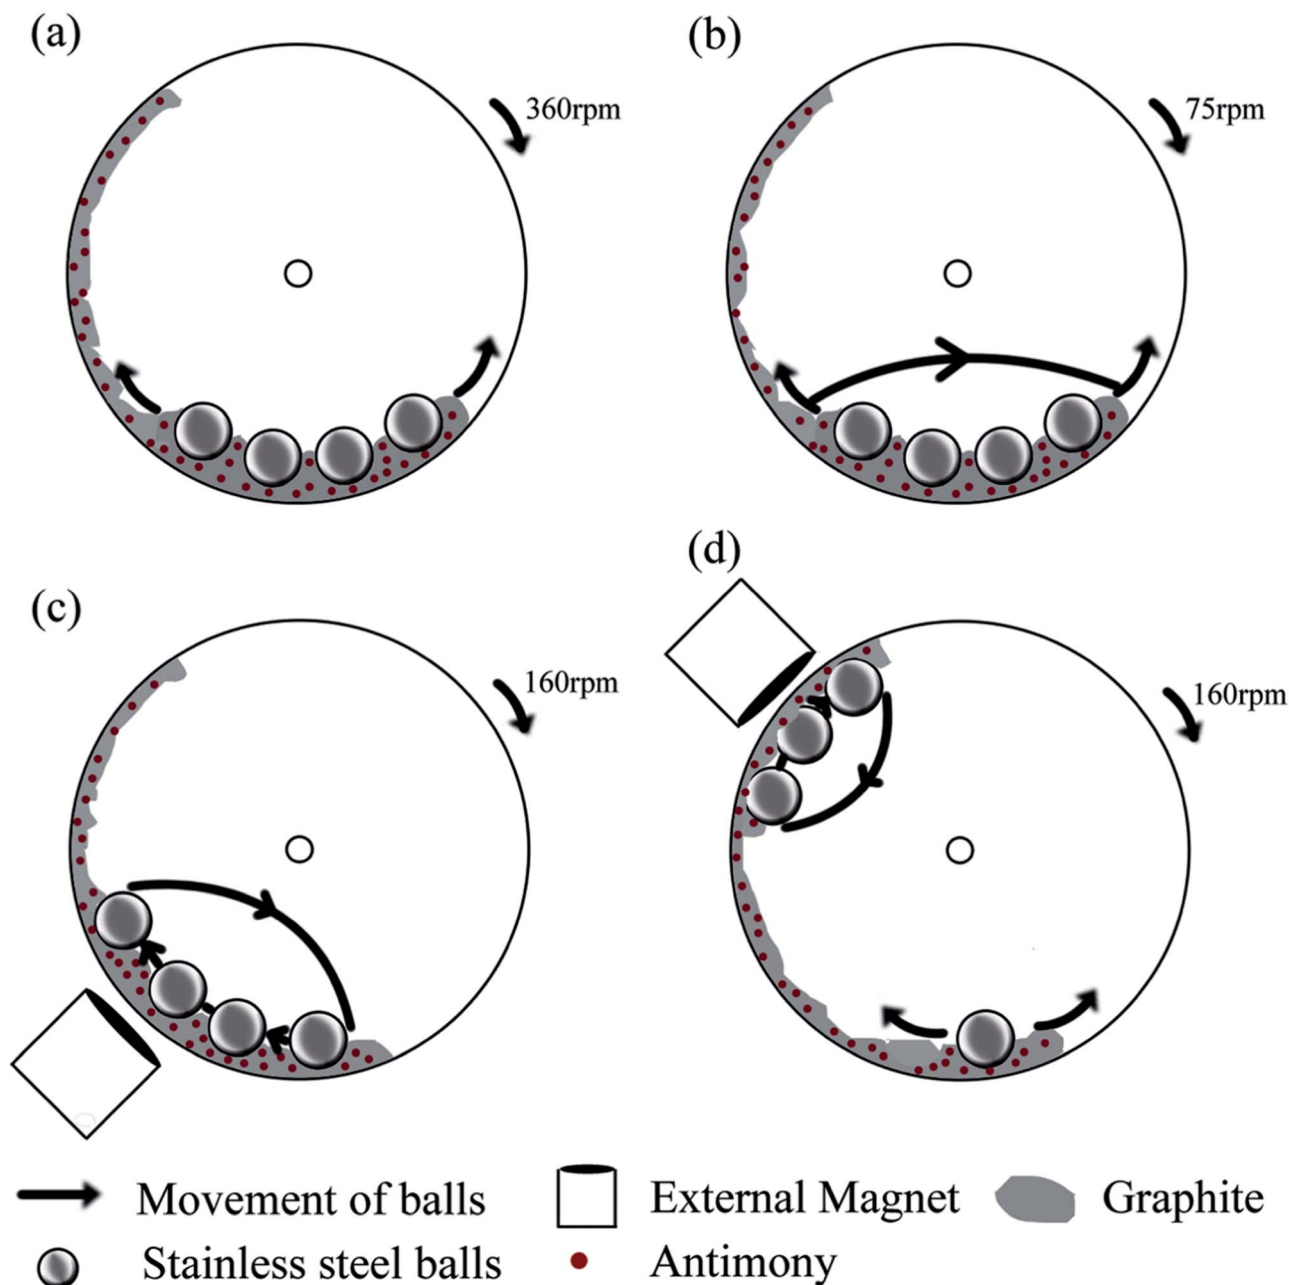 (a)
360rpm
(b)
75rpm
(c)
160rpm
(d)
160rpm
Movement of balls
External Magnet
Graphite
Stainless steel balls
Antimony